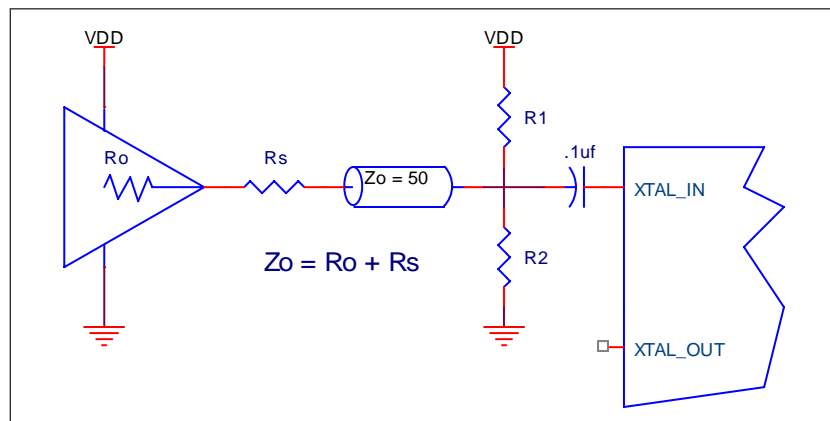 VDD
VDD
R1
Ro
Rs
Zo = 50
.1uf
XTAL_IN
Zo = Ro + Rs
R2
XTAL_OUT